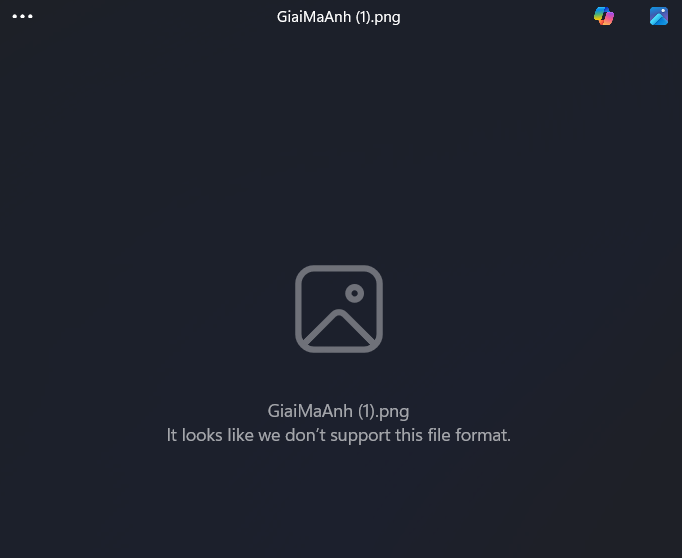 GiaiMaAnh (1).png
GiaiMaAnh (1).png
It looks like we don't support this file format.